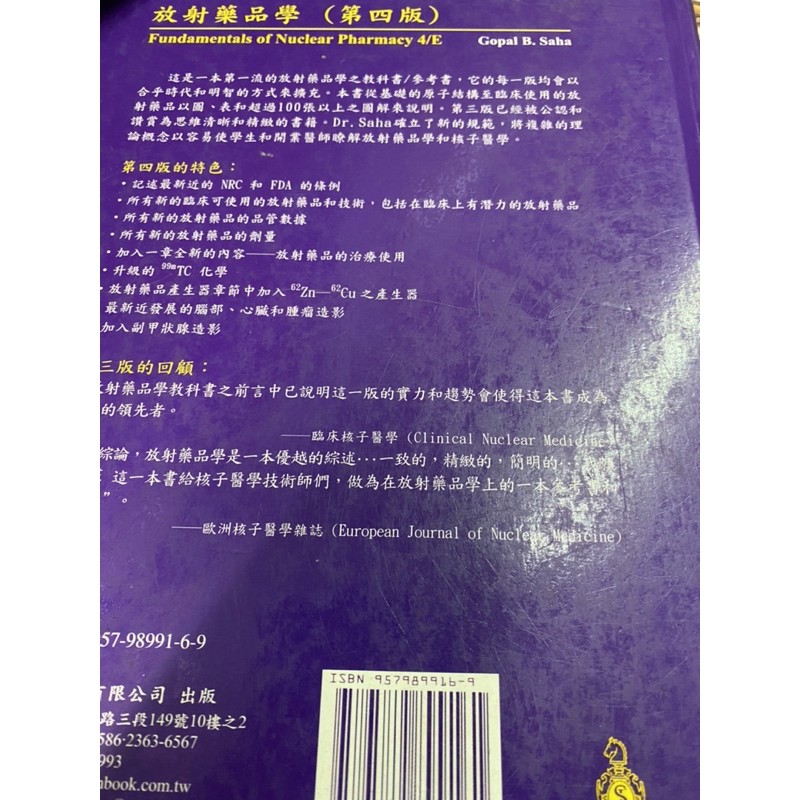 放射藥品學（第四版）
Fundamentals of Nuclear Pharmacy 4/E Gopal B. Saha
這是一本第一流的放射藥品學之教科書/參考書，它的每一版均會以
合乎時代和明智的方式來擴充。本書從基礎的原子結構至臨床使用的放
射藥品以圖、表和超過100張以上之圖解來說明。第三版已經被公認和
讚賞為思維清晰和精緻的書籍。Dr. Saha確立了新的規範，將複雜的理
論概念以容易使學生和開業醫師瞭解放射藥品學和核子醫學。
第四版的特色：
·記述最新近的 NRC 和 FDA 的條例
·所有新的臨床可使用的放射藥品和技術，包括在臨床上有潛力的放射藥品
·所有新的放射藥品的品管數據
·所有新的放射藥品的劑量
·加入一章全新的內容——放射藥品的治療使用
·升級的 ⁹⁹ᵐTC 化學
·放射藥品產生器章節中加入 ⁶²Zn—⁶²Cu 之產生器
最新近發展的腦部、心臟和腫瘤造影
加入副甲狀腺造影
三版的回顧：
射藥品學教科書之前言中已說明這一版的實力和趨勢會使得這本書成為
的領先者。
——臨床核子醫學 (Clinical Nuclear Medicine)
綜論，放射藥品學是一本優越的綜述…一致的，精緻的，簡明的…
這一本書給核子醫學技術師們，做為在放射藥品學上的一本參考書
”。
——歐洲核子醫學雜誌 (European Journal of Nuclear Medicine)
57-98991-6-9
ISBN 957989916-9
有限公司 出版
路三段149號10樓之2
586·2363-6567
993
nbook.com.tw
S